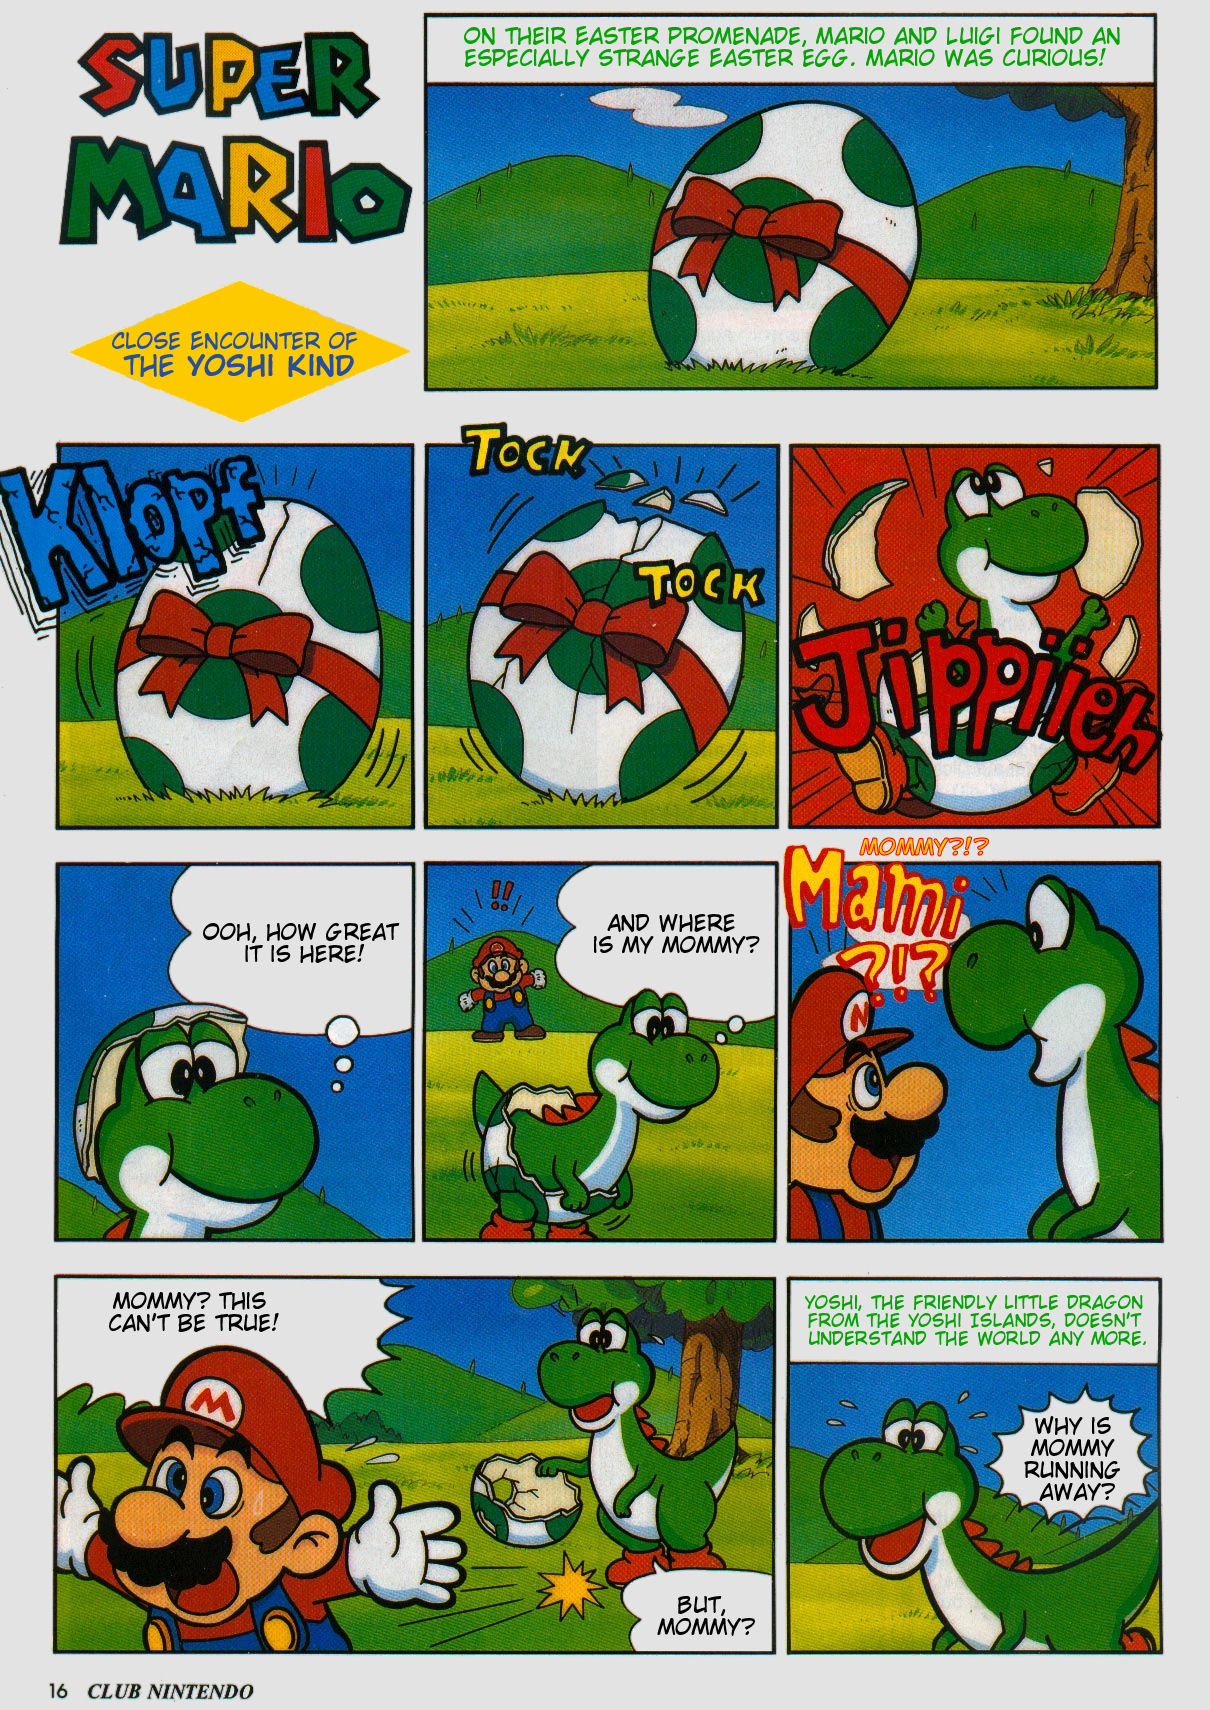 SUPER
MARIO
ON THEIR EASTER PROMENADE, MARIO AND LUIGI FOUND AN
ESPECIALLY STRANGE EASTER EGG. MARIO WAS CURIOUS!
CLOSE ENCOUNTER OF
THE YOSHI KIND
Klopf
TOCK
TOCK
Jippiieh
OOH, HOW GREAT
IT IS HERE!
!!
AND WHERE
IS MY MOMMY?
MOMMY?!?
Mami
?!?
M
MOMMY? THIS
CAN'T BE TRUE!
M
BUT,
MOMMY?
YOSHI, THE FRIENDLY LITTLE DRAGON
FROM THE YOSHI ISLANDS, DOESN'T
UNDERSTAND THE WORLD ANY MORE.
WHY IS
MOMMY
RUNNING
AWAY?
16 CLUB NINTENDO